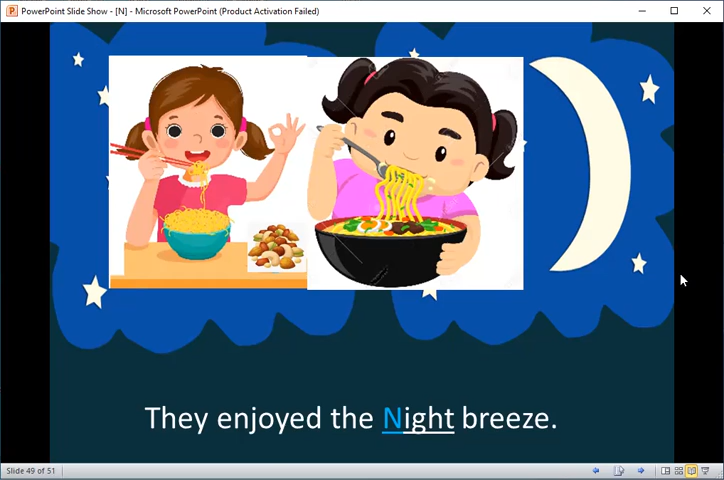 PowerPoint Slide Show - [N] - Microsoft PowerPoint (Product Activation Failed)
They enjoyed the Night breeze.
Slide 49 of 51